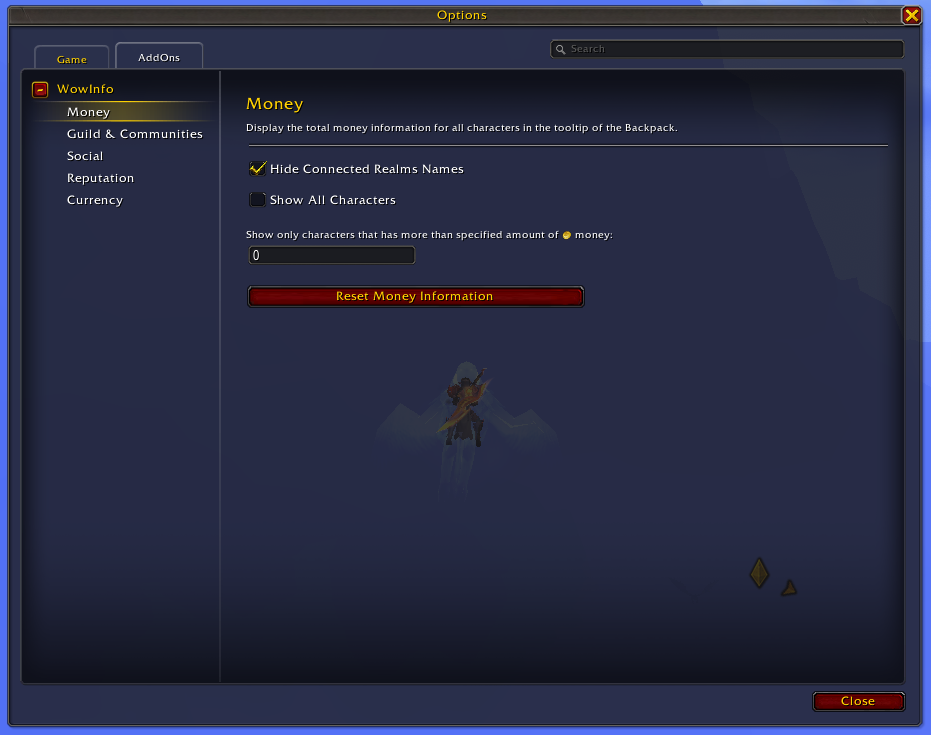 Options
Game
AddOns
Search
WowInfo
Money
Guild & Communities
Social
Reputation
Currency
Money
Display the total money information for all characters in the tooltip of the Backpack.
Hide Connected Realms Names
Show All Characters
Show only characters that has more than specified amount of money:
0
Reset Money Information
Close